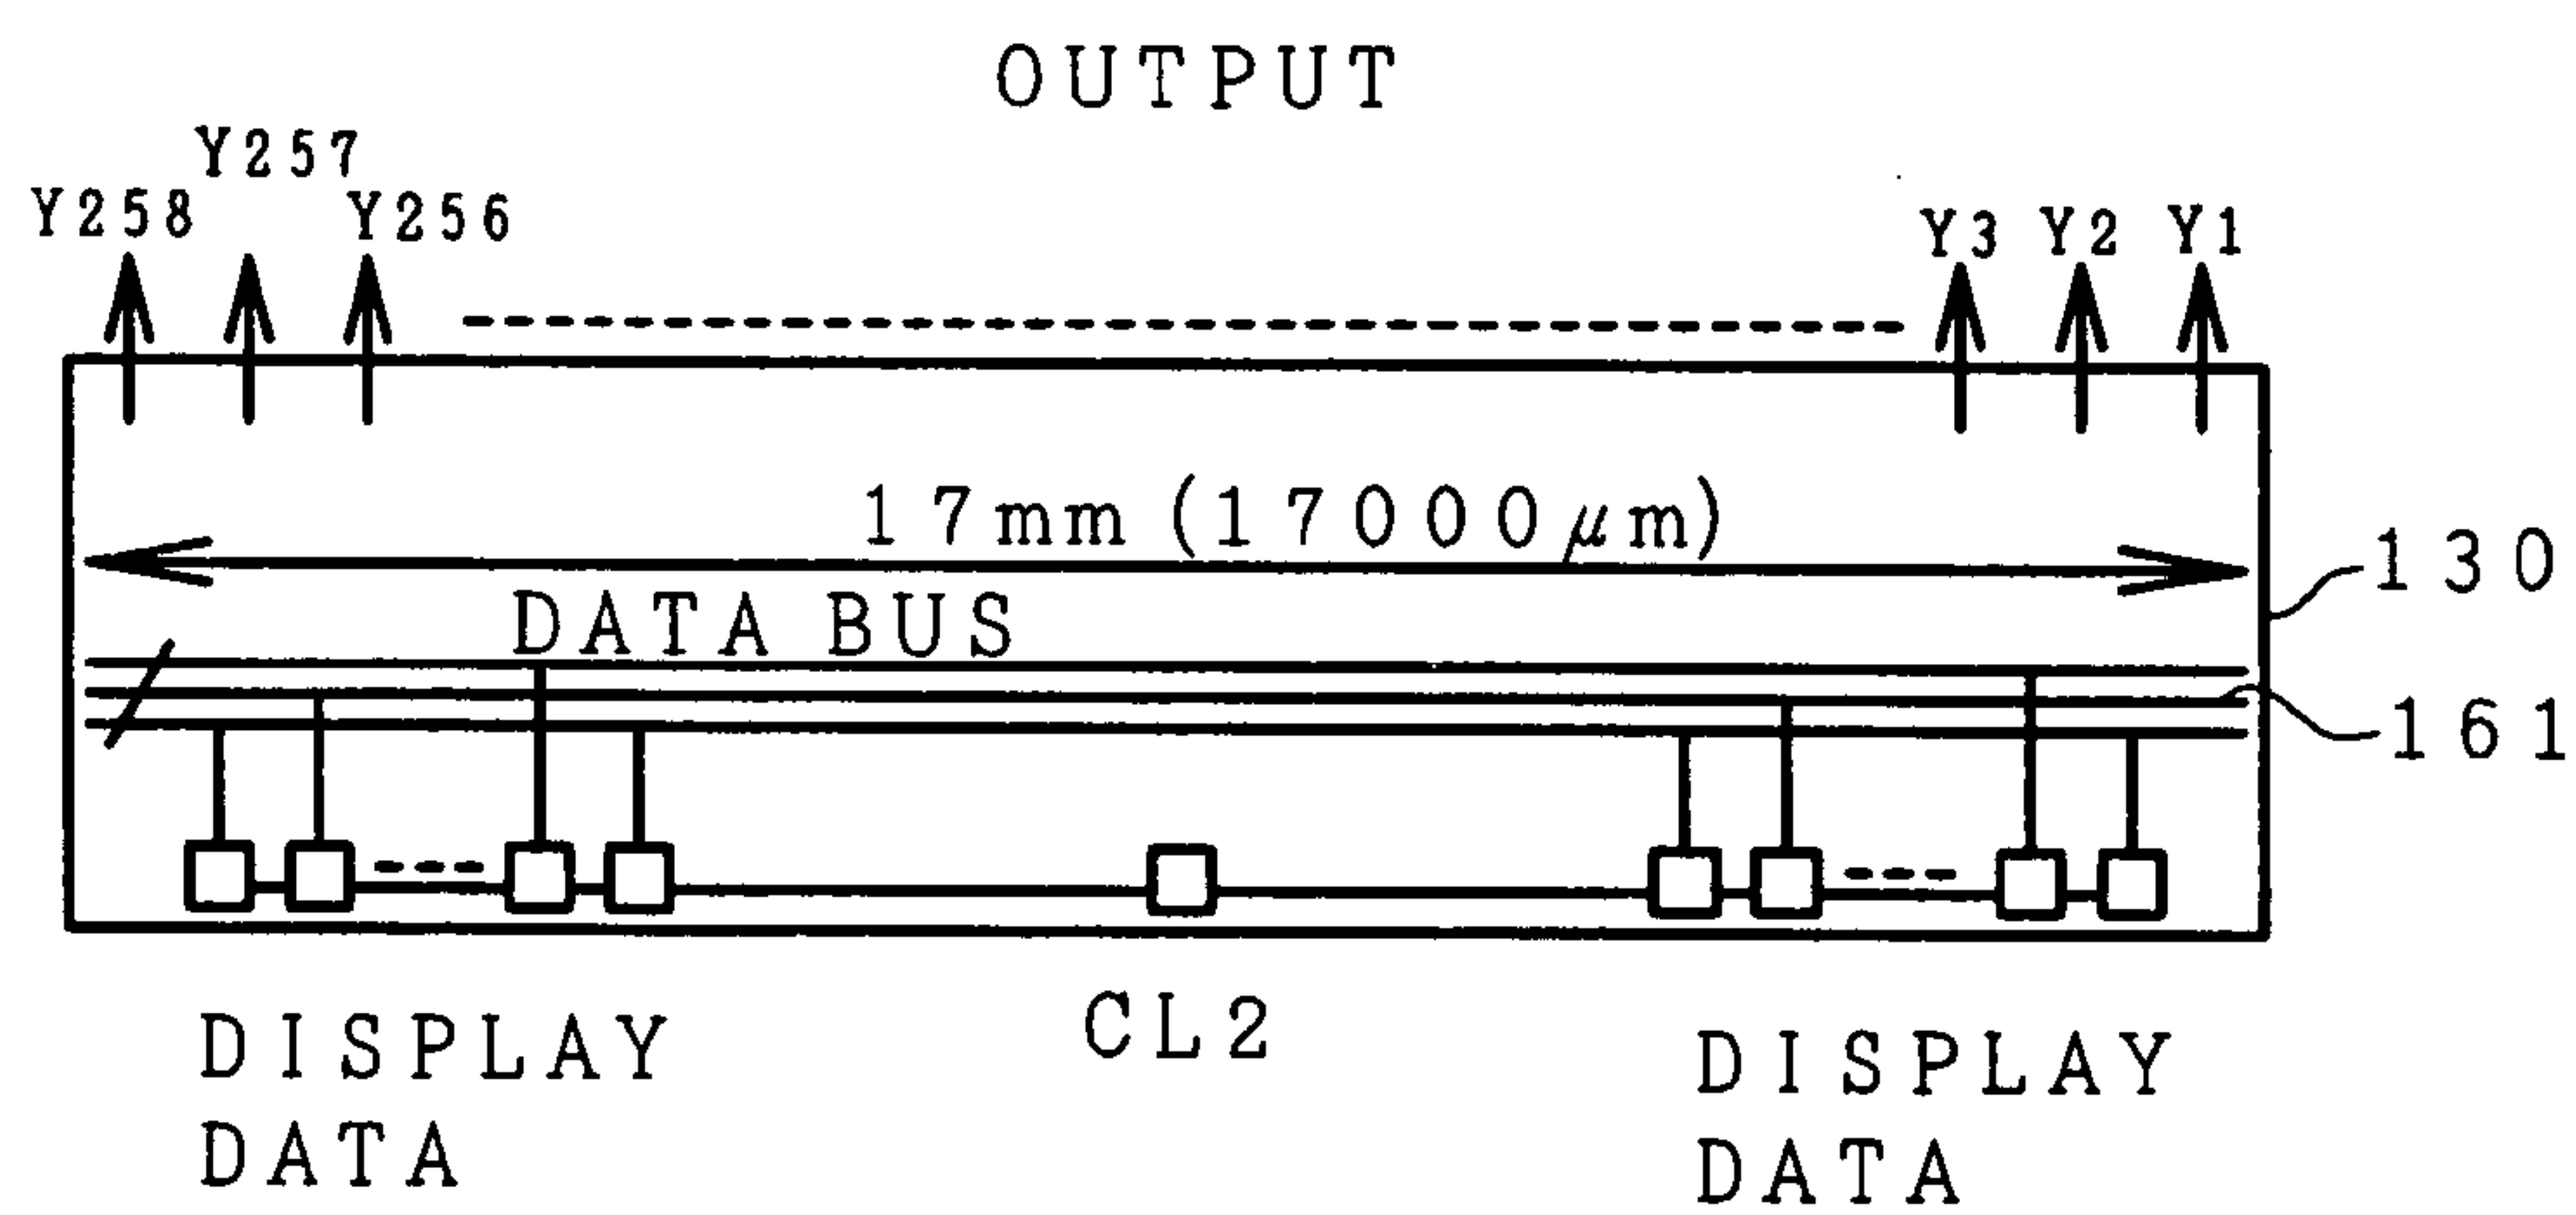 OUTPUT
Y258 Y257 Y256 Y3 Y2 Y1
17mm (17000μm)
130
DATA BUS
161
CL2
DISPLAY
DATA
DISPLAY
DATA